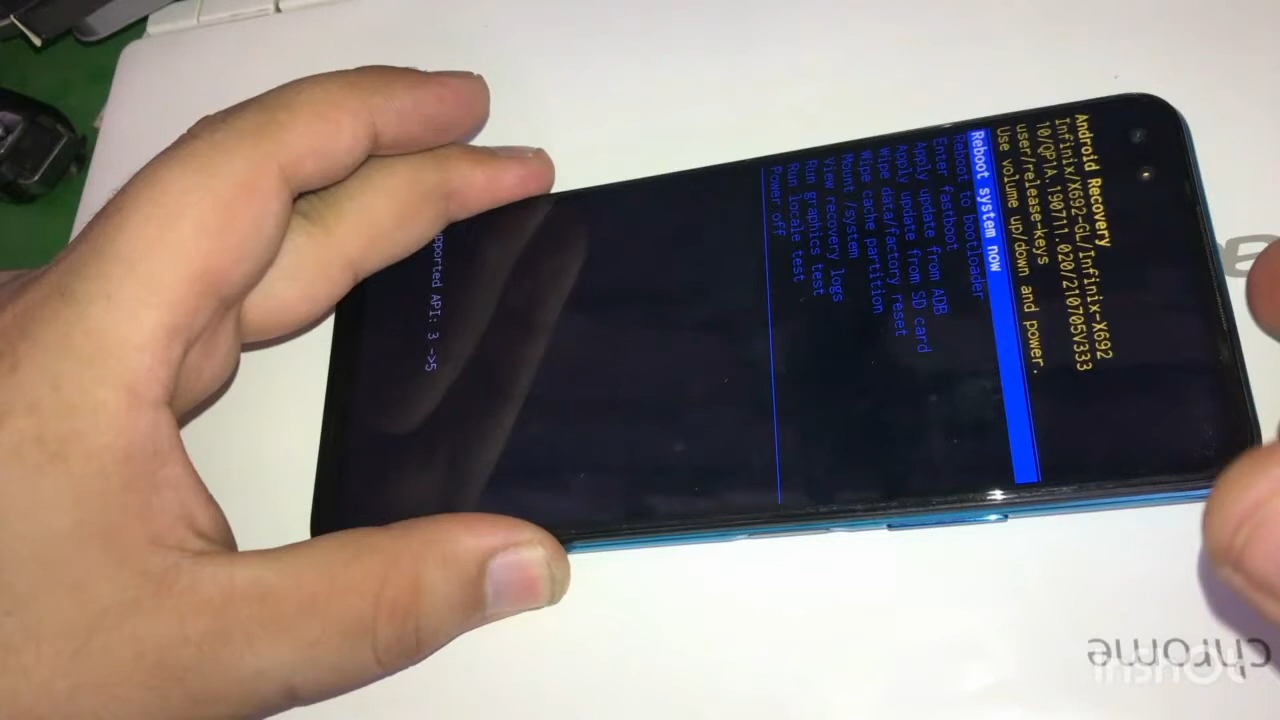 Android Recovery
Infinix/X692-GL/Infinix-X692
10/QP1A.190711.020/210705V333
user/release-keys
Use volume up/down and power.
Reboot system now
Reboot to bootloader
Enter fastboot
Apply update from ADB
Apply update from SD card
Wipe data/factory reset
Wipe cache partition
Mount /system
View recovery logs
Run graphics test
Run locale test
Power off
API: 3 ->5
chrome
InShOt